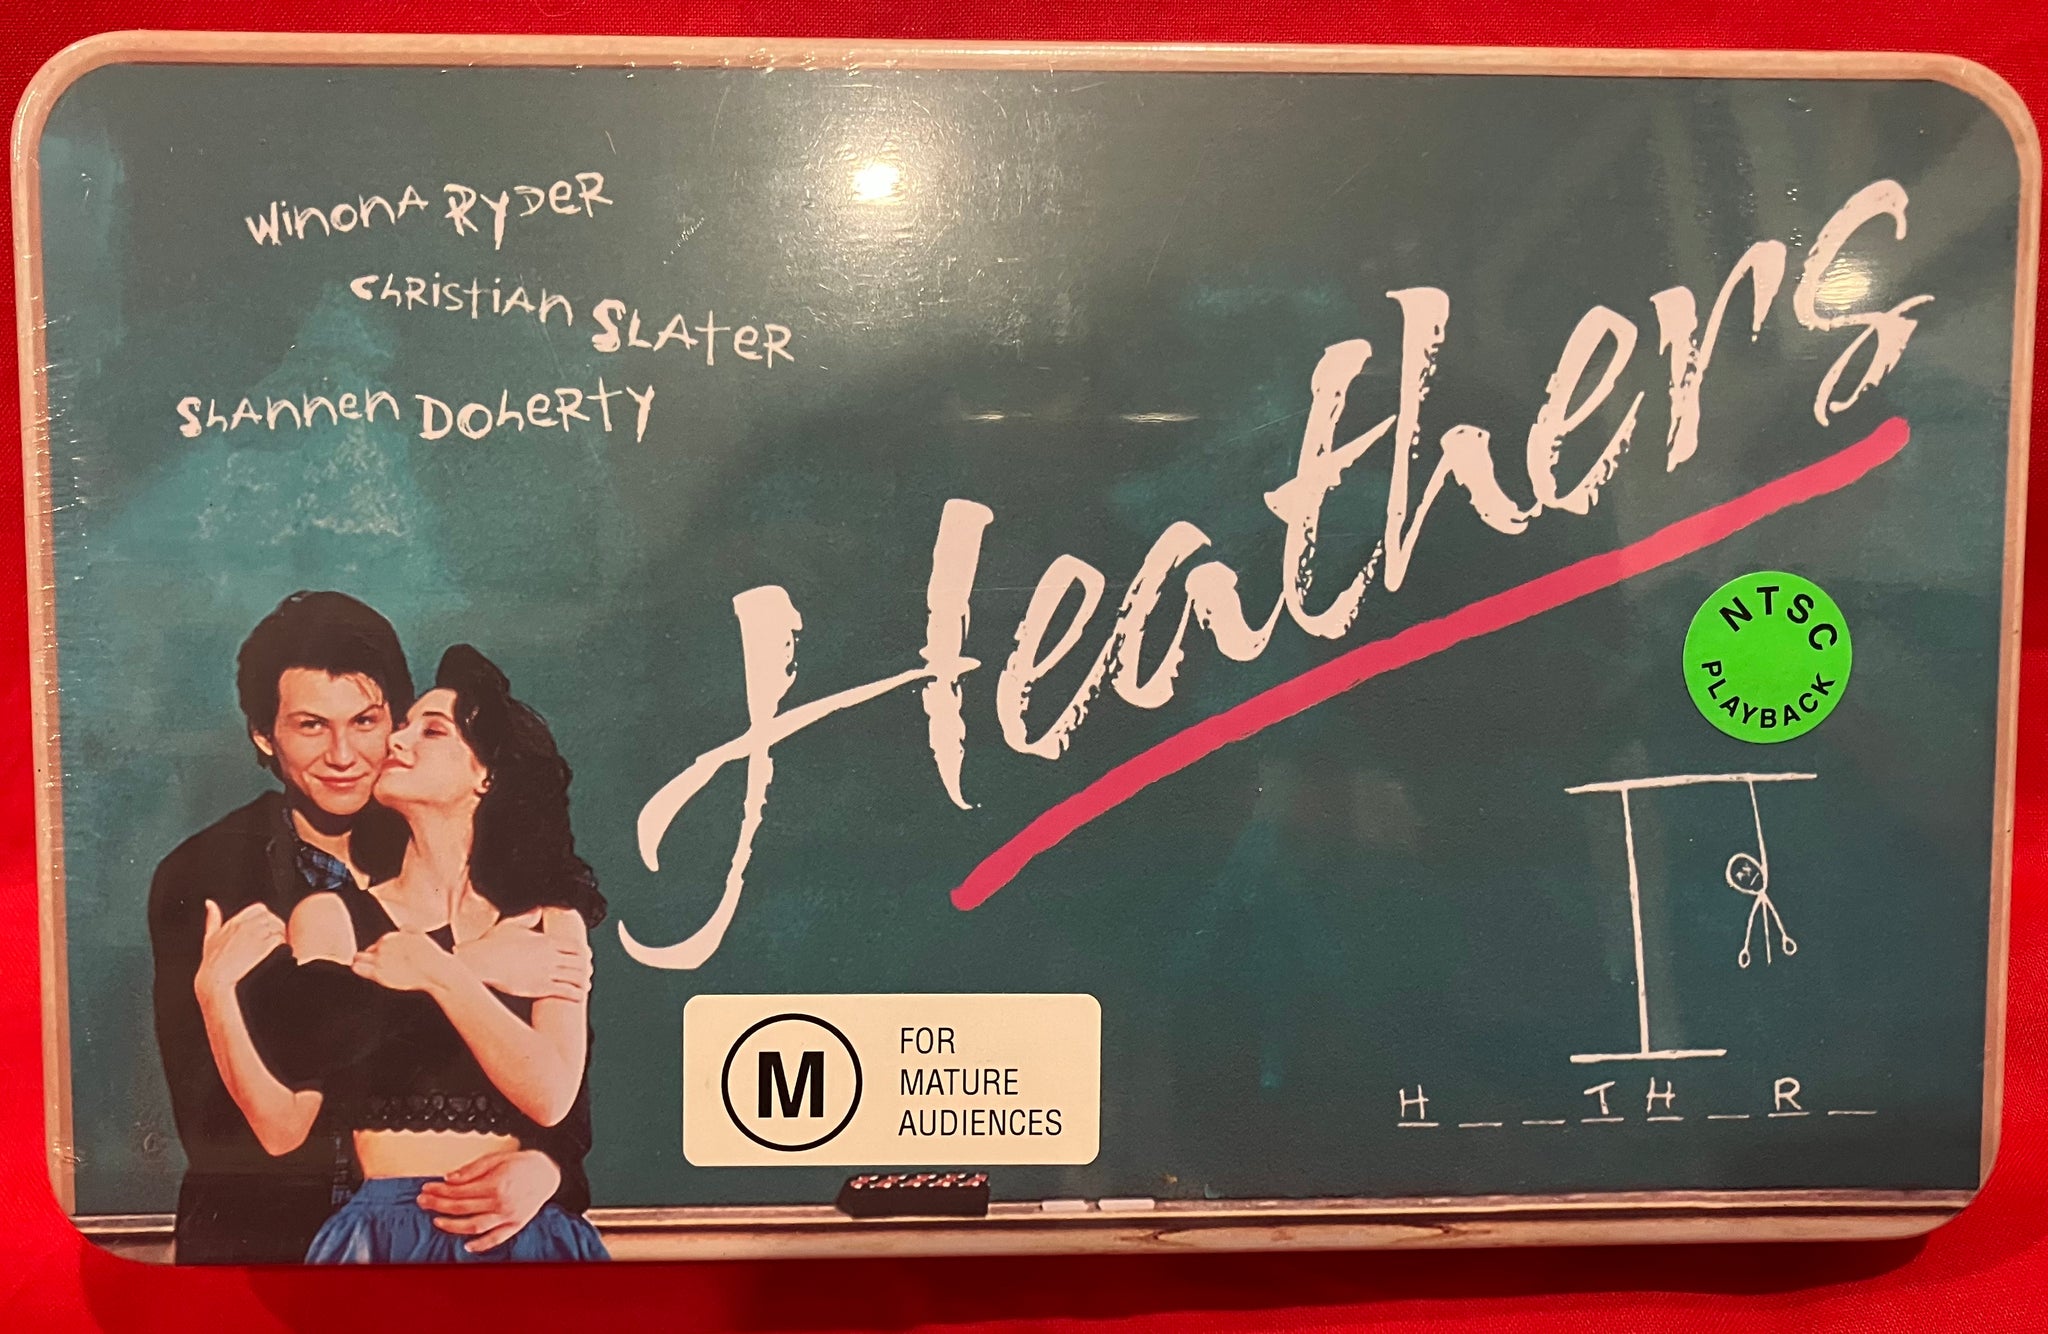 Winona Ryder
Christian Slater
Shannen Doherty
Heathers
NTSC
PLAYBACK
M
FOR
MATURE
AUDIENCES
H _ _ T H _ R _